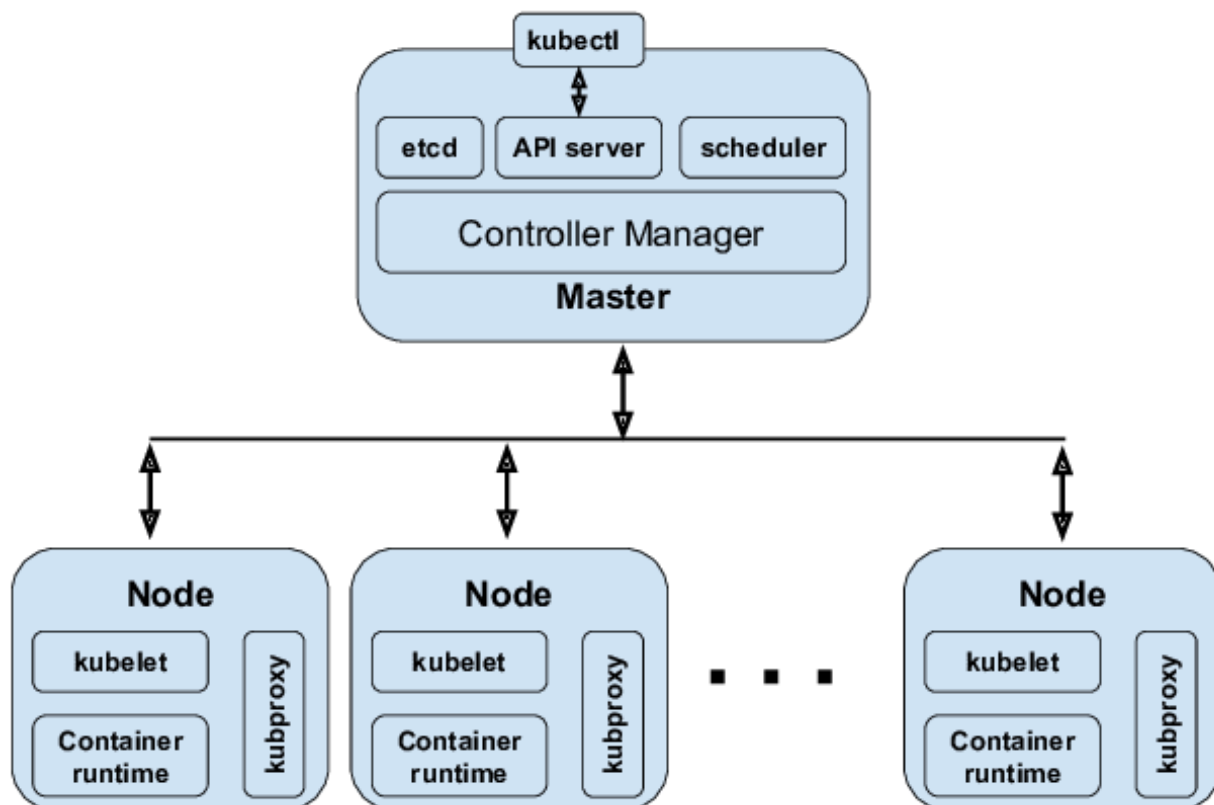 kubectl
etcd
API server
scheduler
Controller Manager
Master
Node
kubelet
Container
runtime
kubproxy
Node
kubelet
Container
runtime
kubproxy
Node
kubelet
Container
runtime
kubproxy